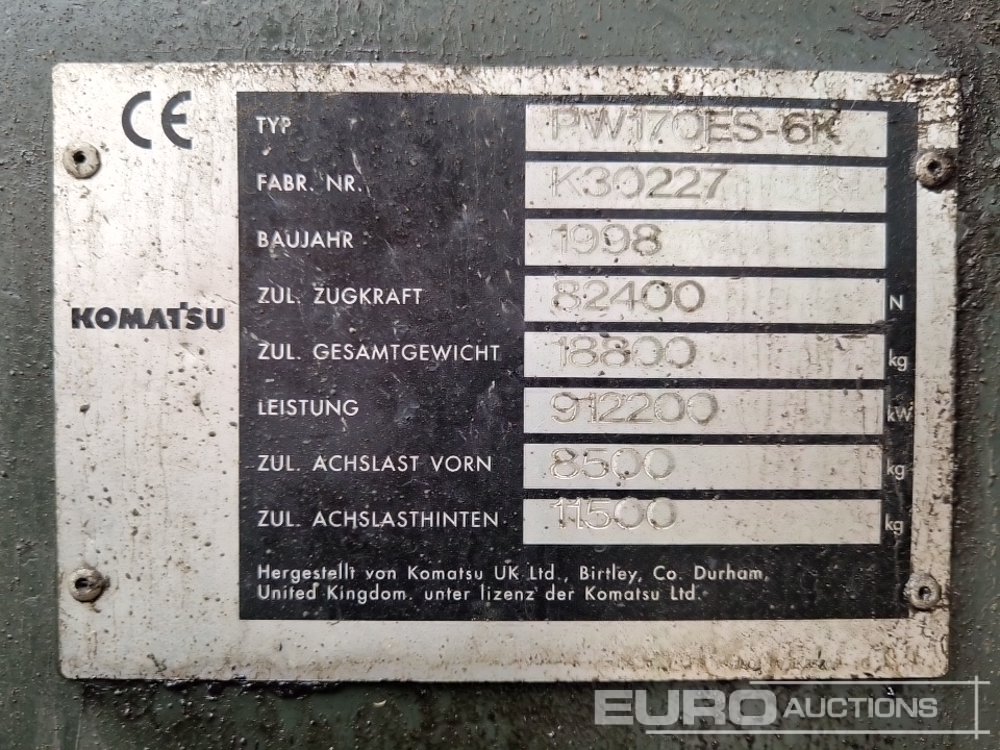 CE
TYP PW170ES-6K
FABR. NR. K30227
BAUJAHR 1998
ZUL. ZUGKRAFT 82400 N
KOMATSU
ZUL. GESAMTGEWICHT 18800 kg
LEISTUNG 912200 kW
ZUL. ACHSLAST VORN 8500 kg
ZUL. ACHSLASTHINTEN 11500 kg
Hergestellt von Komatsu UK Ltd., Birtley, Co. Durham,
United Kingdom. unter lizenz der Komatsu Ltd.
EURO AUCTIONS